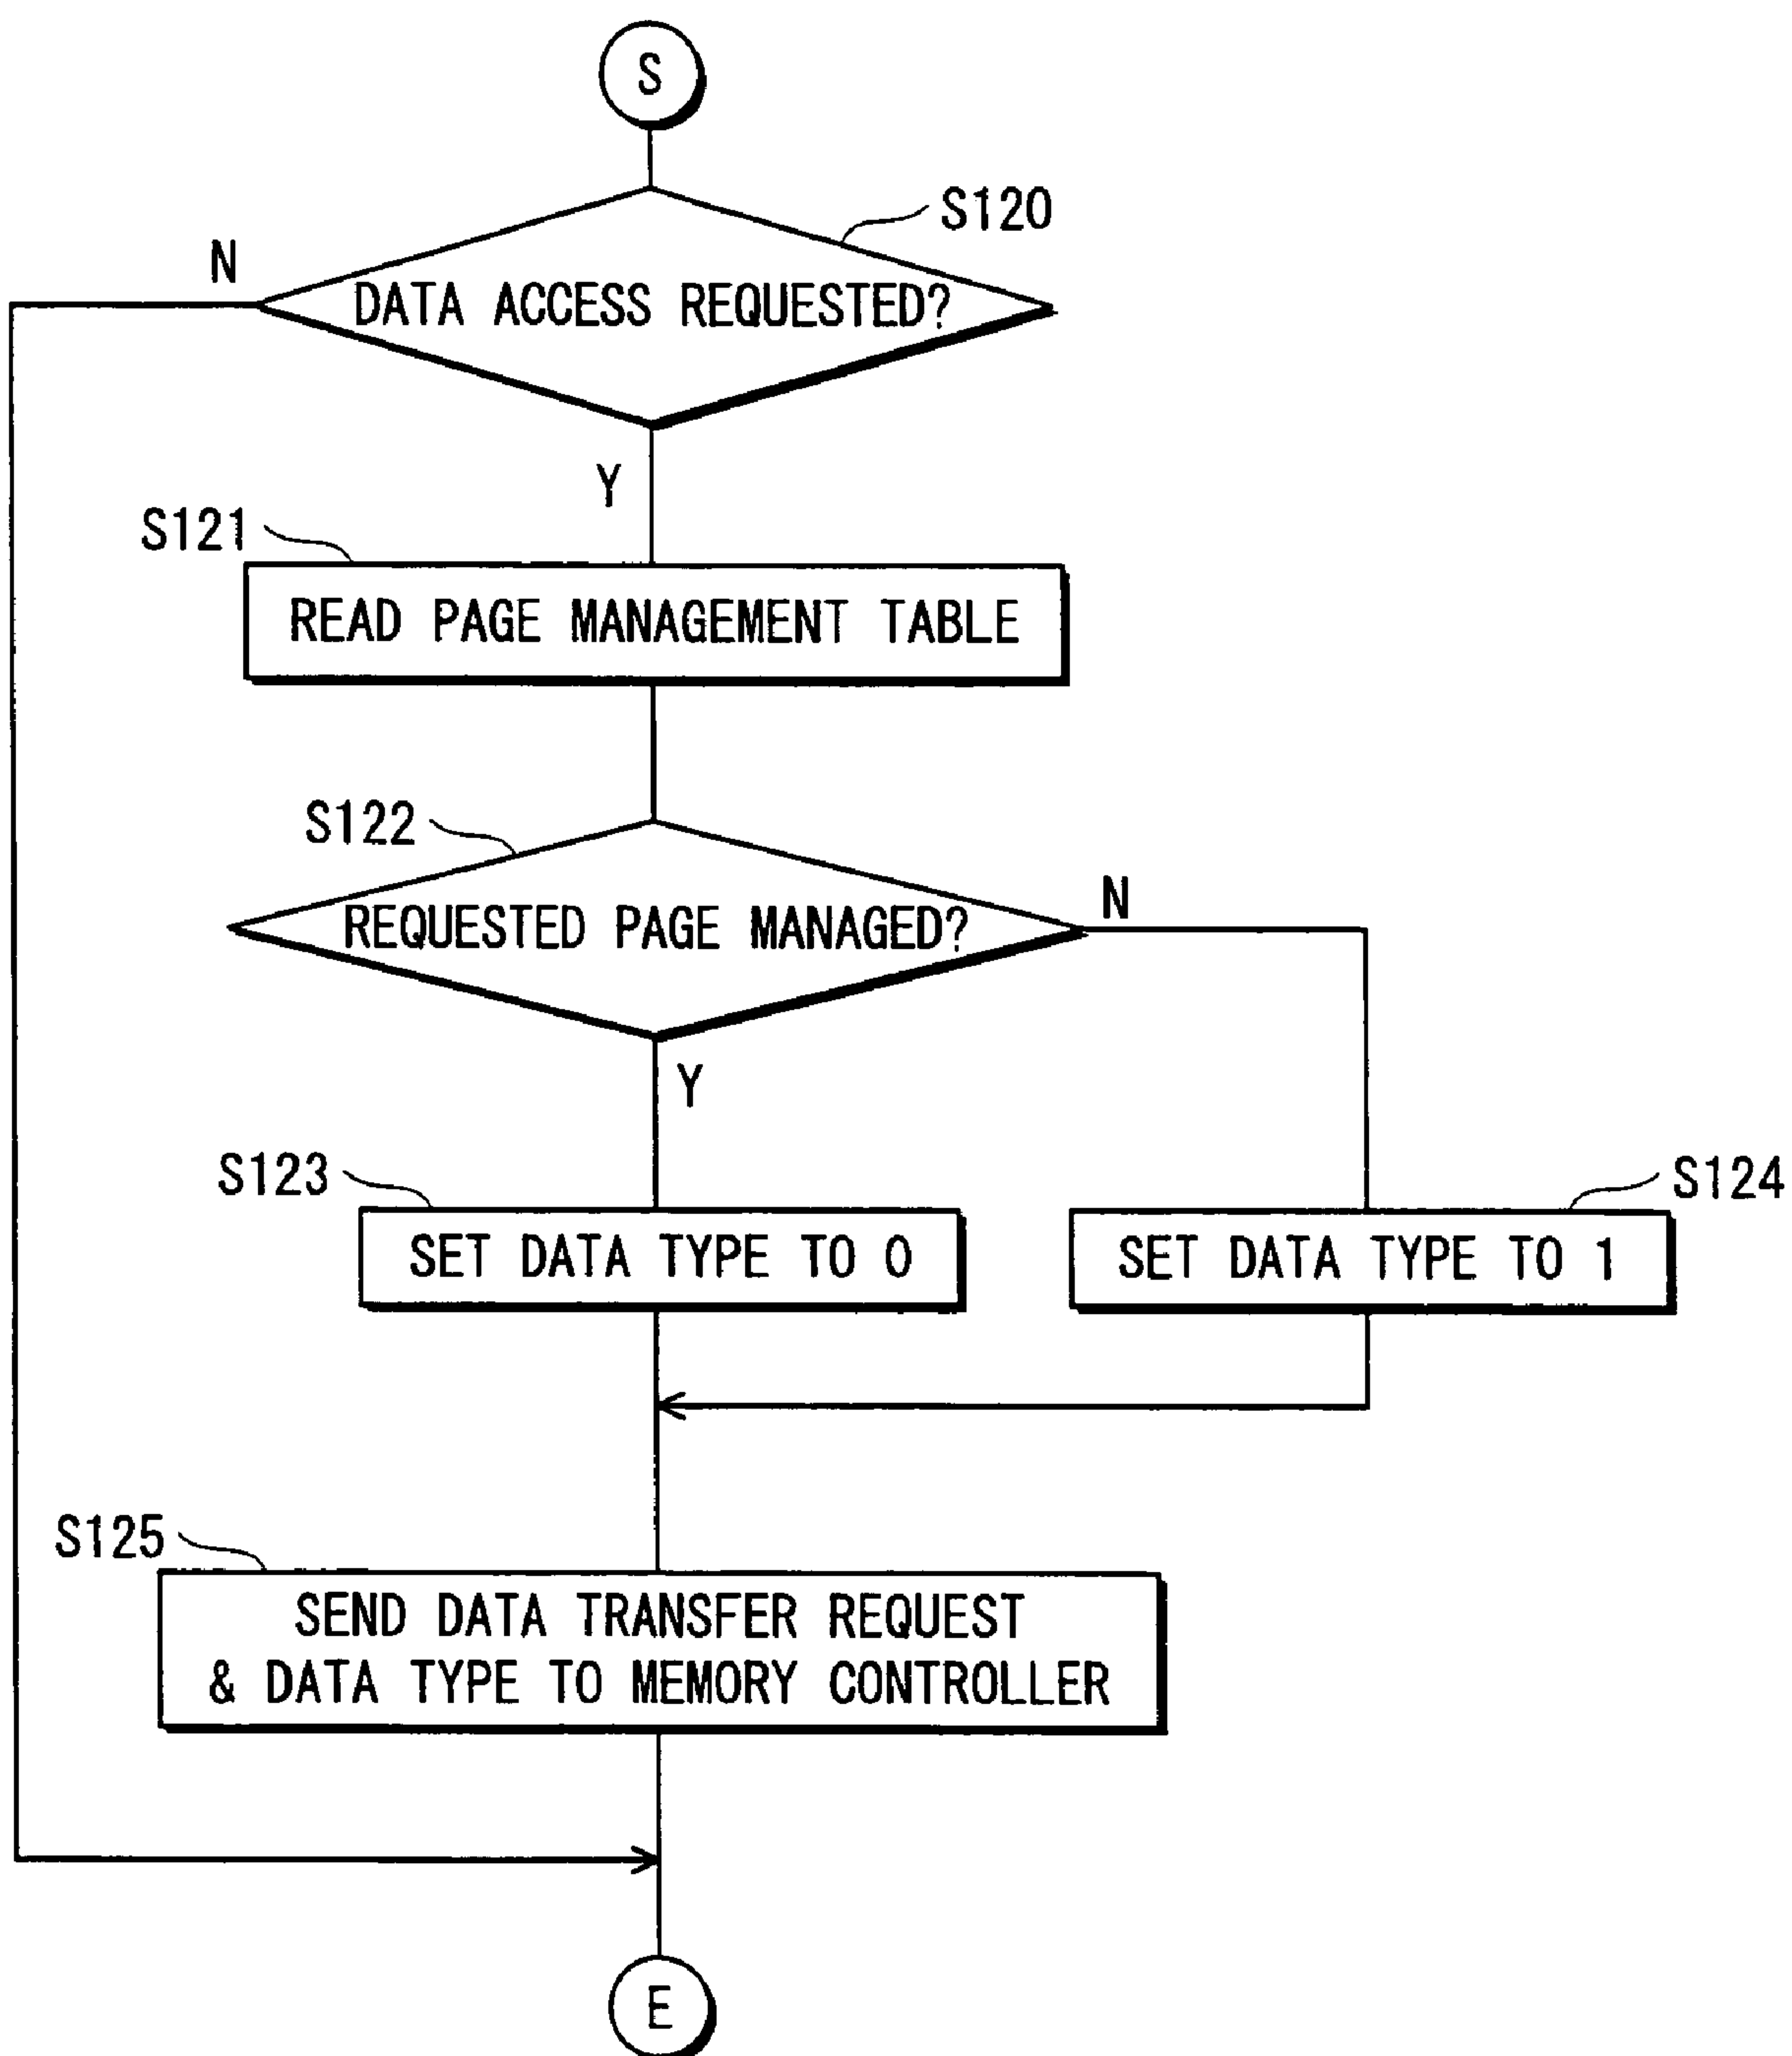 S
S120
N
DATA ACCESS REQUESTED?
Y
S121
READ PAGE MANAGEMENT TABLE
S122
N
REQUESTED PAGE MANAGED?
Y
S123
S124
SET DATA TYPE TO 0
SET DATA TYPE TO 1
S125
SEND DATA TRANSFER REQUEST
& DATA TYPE TO MEMORY CONTROLLER
E